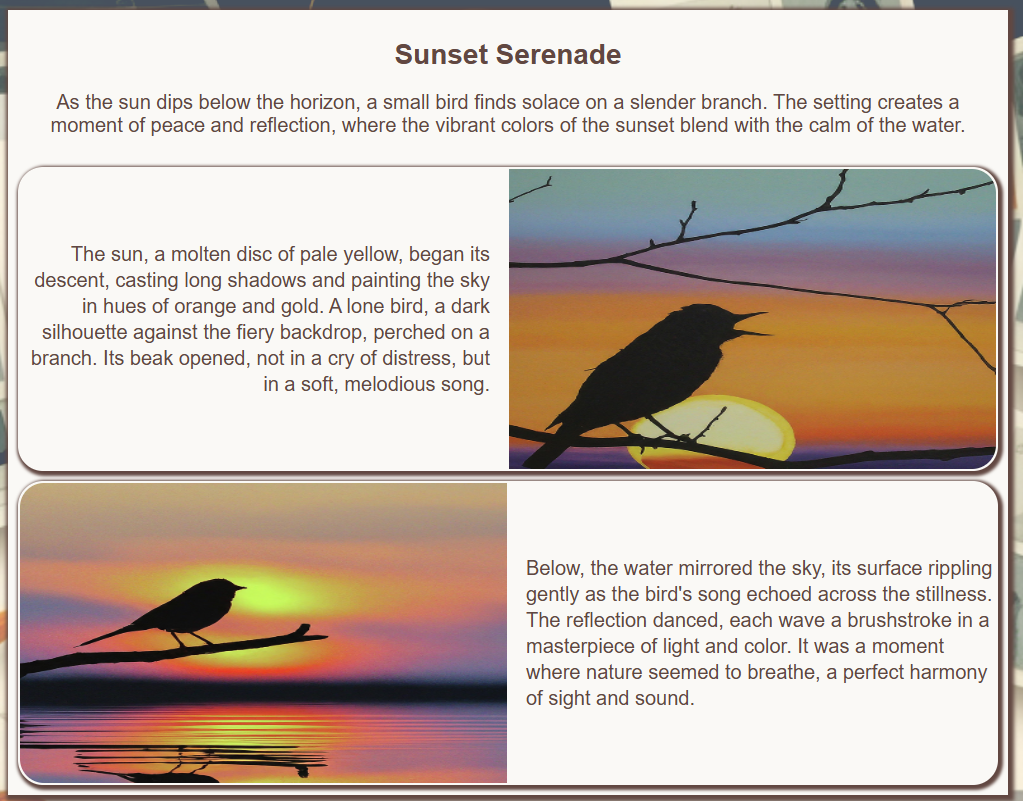 Sunset Serenade
As the sun dips below the horizon, a small bird finds solace on a slender branch. The setting creates a
moment of peace and reflection, where the vibrant colors of the sunset blend with the calm of the water.
The sun, a molten disc of pale yellow, began its
descent, casting long shadows and painting the sky
in hues of orange and gold. A lone bird, a dark
silhouette against the fiery backdrop, perched on a
branch. Its beak opened, not in a cry of distress, but
in a soft, melodious song.
Below, the water mirrored the sky, its surface rippling
gently as the bird's song echoed across the stillness.
The reflection danced, each wave a brushstroke in a
masterpiece of light and color. It was a moment
where nature seemed to breathe, a perfect harmony
of sight and sound.